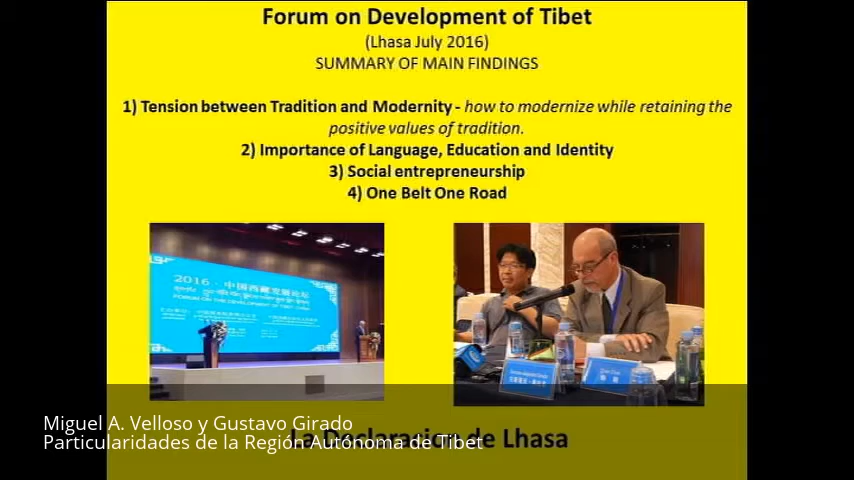 Forum on Development of Tibet
(Lhasa July 2016)
SUMMARY OF MAIN FINDINGS
1) Tension between Tradition and Modernity - how to modernize while retaining the
positive values of tradition.
2) Importance of Language, Education and Identity
3) Social entrepreneurship
4) One Belt One Road
2016 · 中国西藏发展论坛
FORUM ON THE DEVELOPMENT OF TIBET, CHINA
La Declaracion de Lhasa
Miguel A. Velloso y Gustavo Girado
Particularidades de la Región Autónoma de Tibet